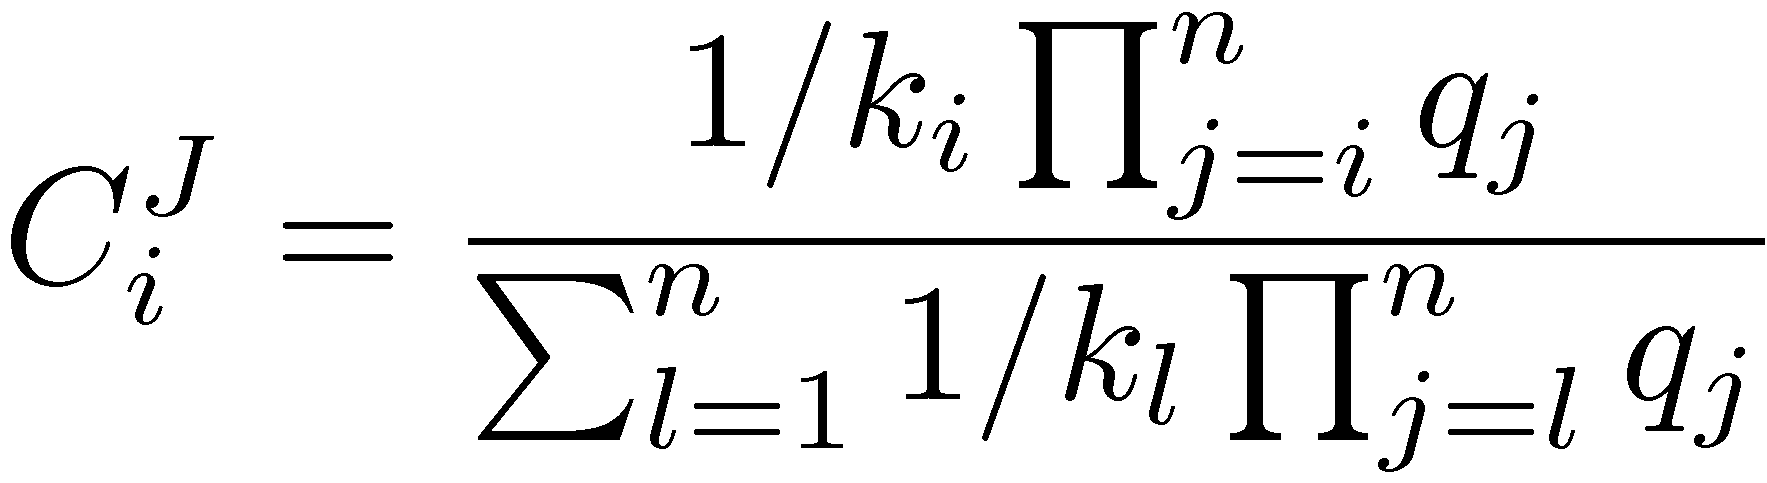 C_i^J = \frac{1/k_i \prod_{j=i}^{n} q_j}{\sum_{l=1}^{n} 1/k_l \prod_{j=l}^{n} q_j}